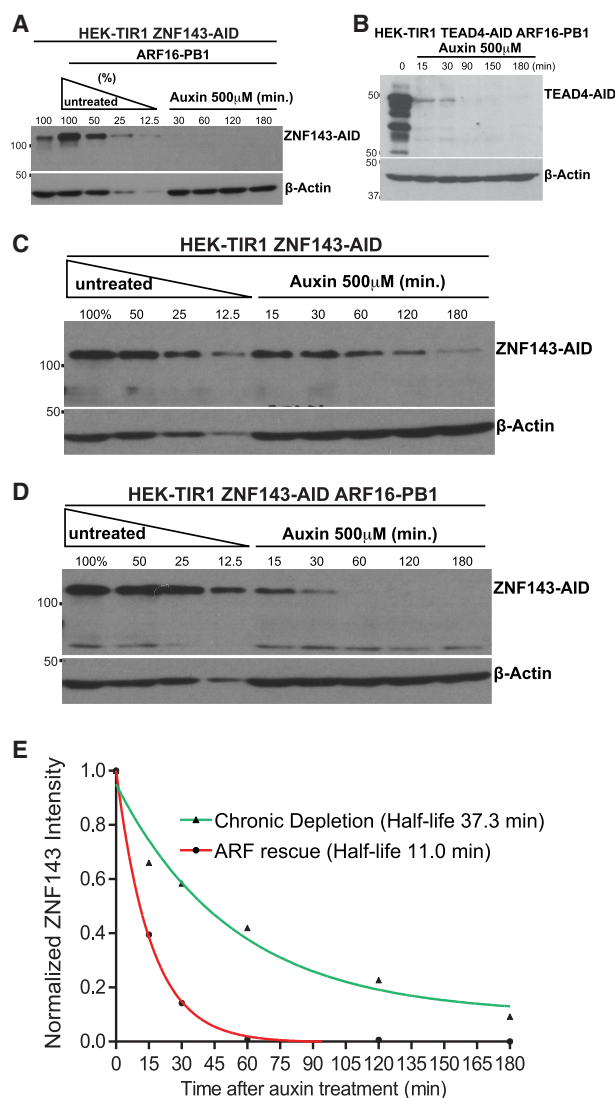 A
HEK-TIR1 ZNF143-AID
ARF16-PB1
(%)
untreated
Auxin 500μM (min.)
100 100 50 25 12.5 30 60 120 180
ZNF143-AID
100
50
β-Actin
B
HEK-TIR1 TEAD4-AID ARF16-PB1
Auxin 500μM
0 15 30 90 150 180 (min)
TEAD4-AID
50
50
50
β-Actin
37
C
HEK-TIR1 ZNF143-AID
untreated
Auxin 500μM (min.)
100% 50 25 12.5 15 30 60 120 180
ZNF143-AID
100
50
β-Actin
D
HEK-TIR1 ZNF143-AID ARF16-PB1
untreated
Auxin 500μM (min.)
100% 50 25 12.5 15 30 60 120 180
ZNF143-AID
100
50
β-Actin
E
Normalized ZNF143 Intensity
1.0
0.8
0.6
0.4
0.2
0.0
Chronic Depletion (Half-life 37.3 min)
ARF rescue (Half-life 11.0 min)
0 15 30 45 60 75 90 105 120 135 165 180
Time after auxin treatment (min)